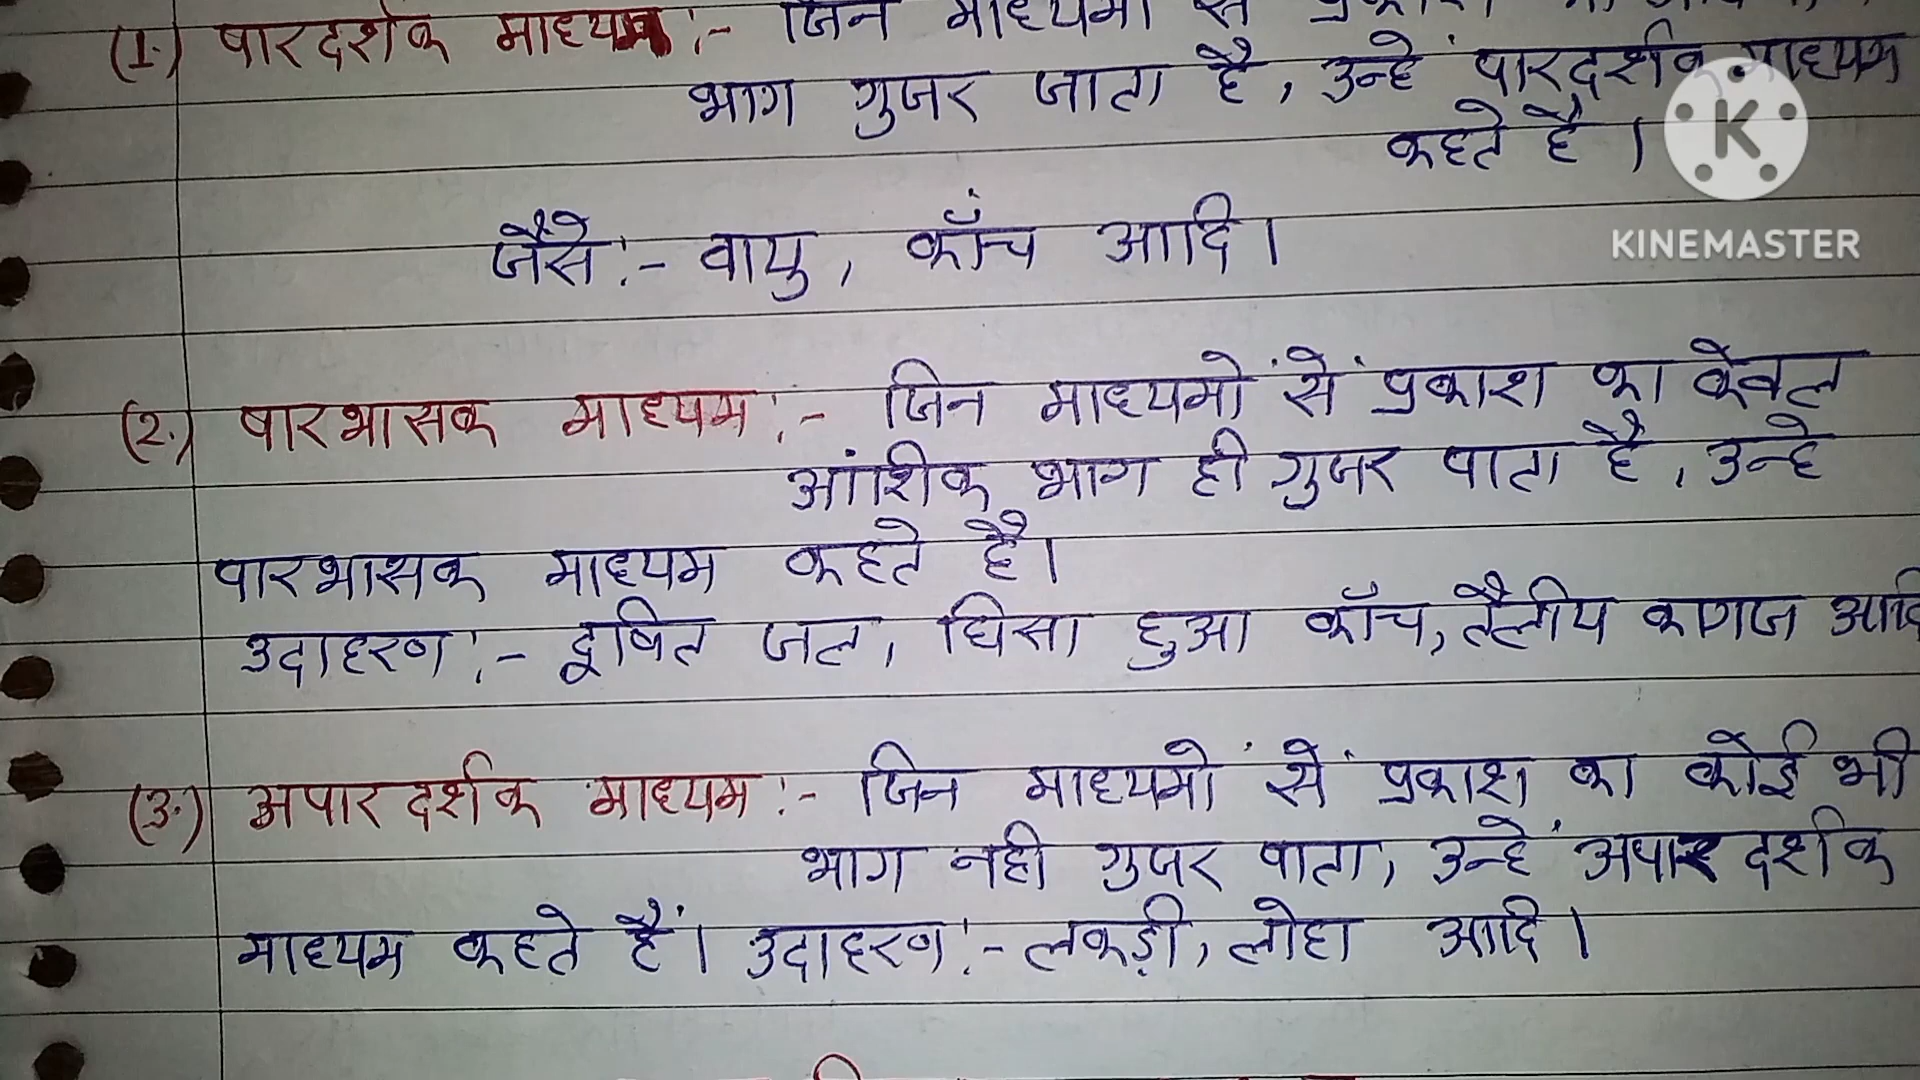 (1.) पारदर्शक माध्यम :- जिन माध्यमों से प्रकाश
भाग गुजर जाता है, उन्हें पारदर्शक माध्यम
कहते है ।
KINEMASTER
जैसे :- वायु, काँच आदि ।
(2.) पारभासक माध्यम :- जिन माध्यमों से प्रकाश का केवल
आंशिक भाग ही गुजर पाता है, उन्हे
पारभासक माध्यम कहते है ।
उदाहरण :- दूषित जल, घिसा हुआ काँच, तैलीय कागज आदि
(3.) अपारदर्शक माध्यम :- जिन माध्यमों से प्रकाश का कोई भी
भाग नही गुजर पाता, उन्हें अपारदर्शक
माध्यम कहते हैं । उदाहरण :- लकड़ी, लोहा आदि ।